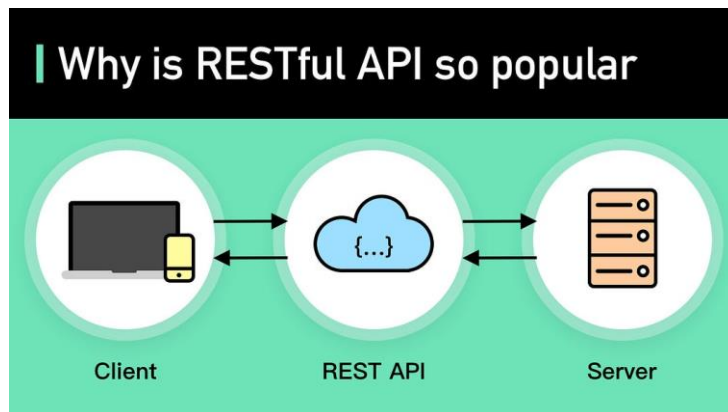 Why is RESTful API so popular
{...}
Client
REST API
Server